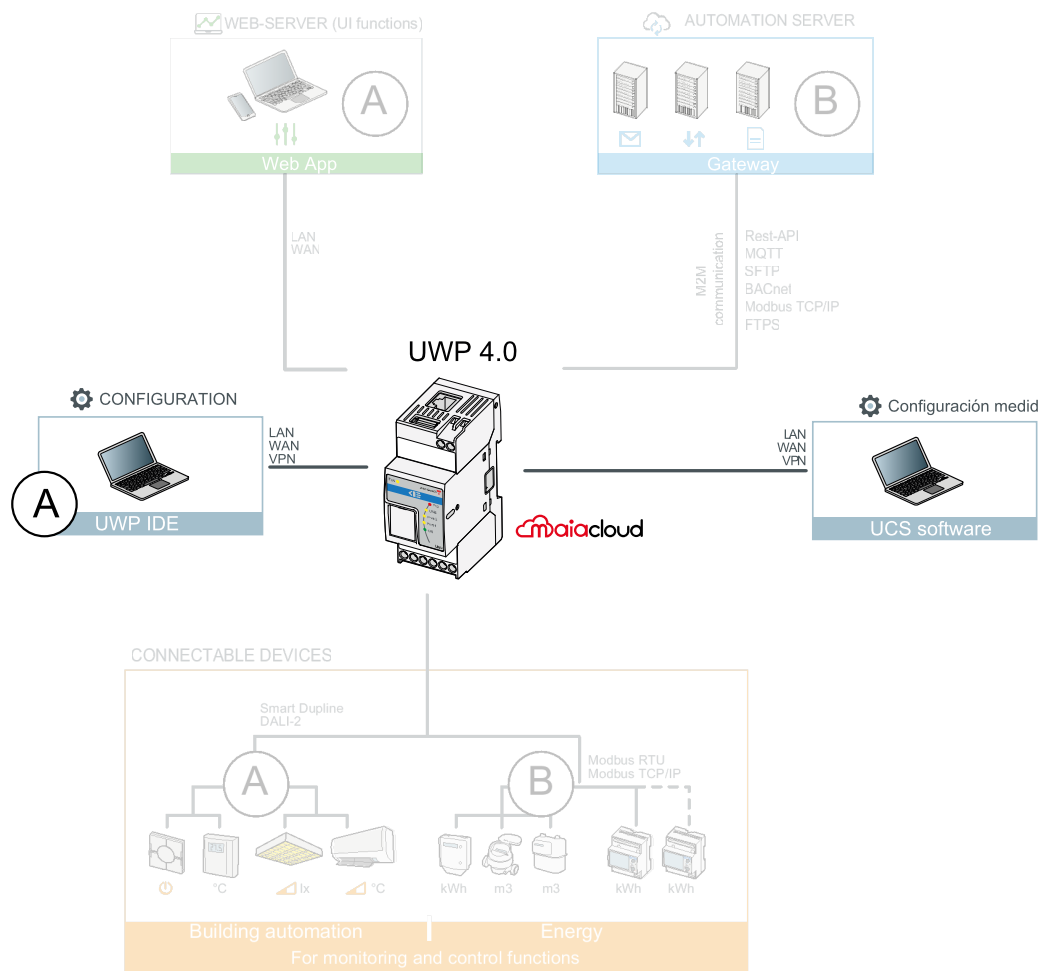 WEB-SERVER (UI functions)
A
Web App
AUTOMATION SERVER
B
Gateway
LAN
WAN
M2M
communication
Rest-API
MQTT
SFTP
BACnet
Modbus TCP/IP
FTPS
UWP 4.0
CONFIGURATION
LAN
WAN
VPN
A
UWP IDE
maiacloud
Configuración medid
LAN
WAN
VPN
UCS software
CONNECTABLE DEVICES
Smart Dupline
DALI-2
A
B
Modbus RTU
Modbus TCP/IP
°C
lx
°C
kWh
m3
m3
kWh
kWh
Building automation
Energy
For monitoring and control functions